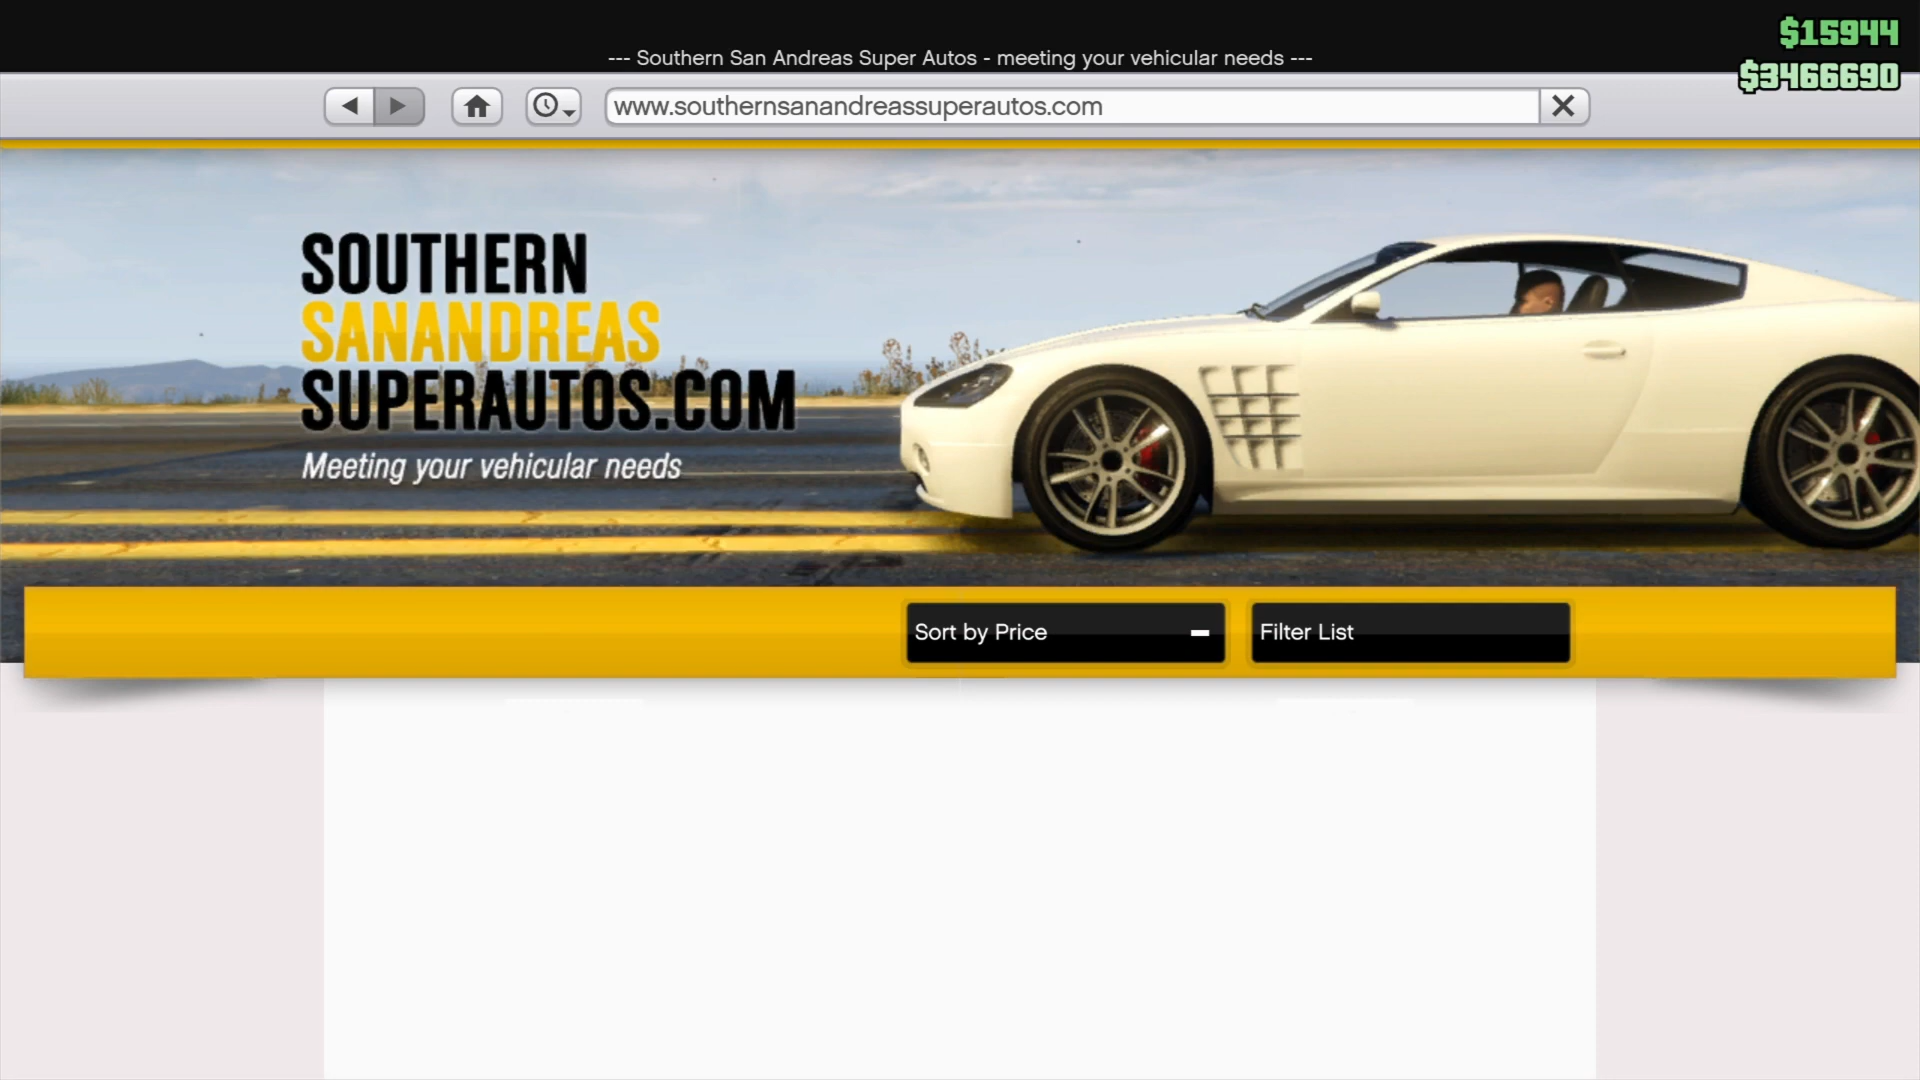 $15944
--- Southern San Andreas Super Autos - meeting your vehicular needs ---
$3466690
www.southernsanandreassuperautos.com
SOUTHERN
SANANDREAS
SUPERAUTOS.COM
Meeting your vehicular needs
Sort by Price
Filter List